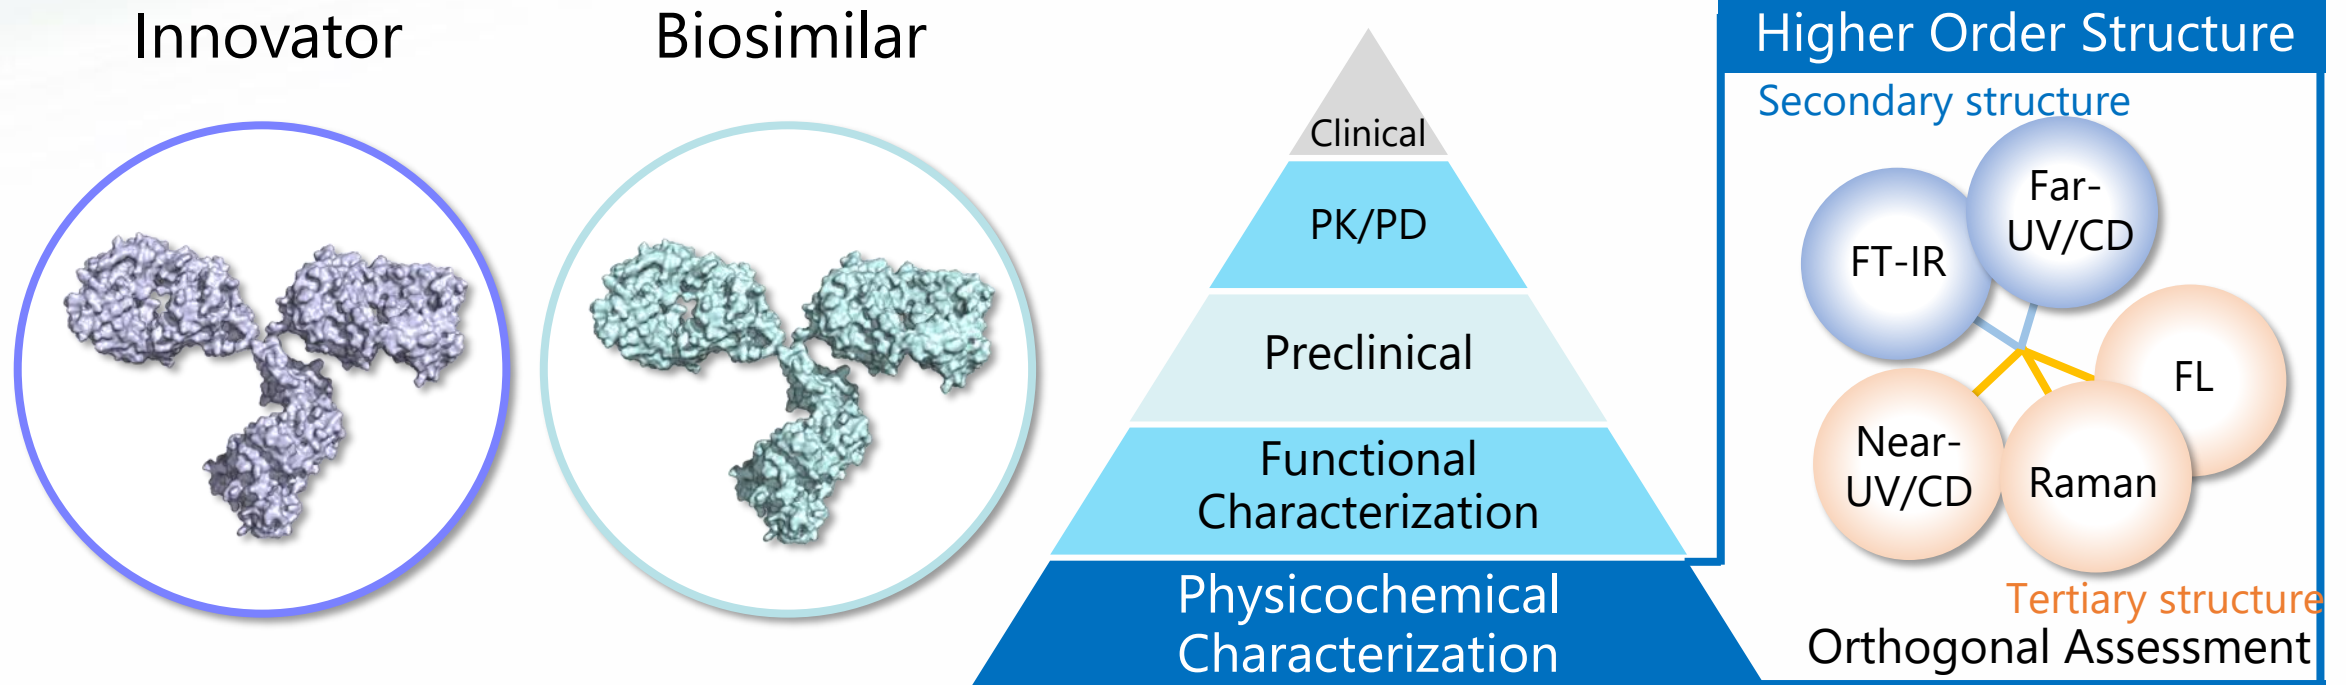 Innovator
Biosimilar
Clinical
PK/PD
Preclinical
Functional
Characterization
Physicochemical
Characterization
Higher Order Structure
Secondary structure
FT-IR
Far-
UV/CD
FL
Near-
UV/CD
Raman
Tertiary structure
Orthogonal Assessment